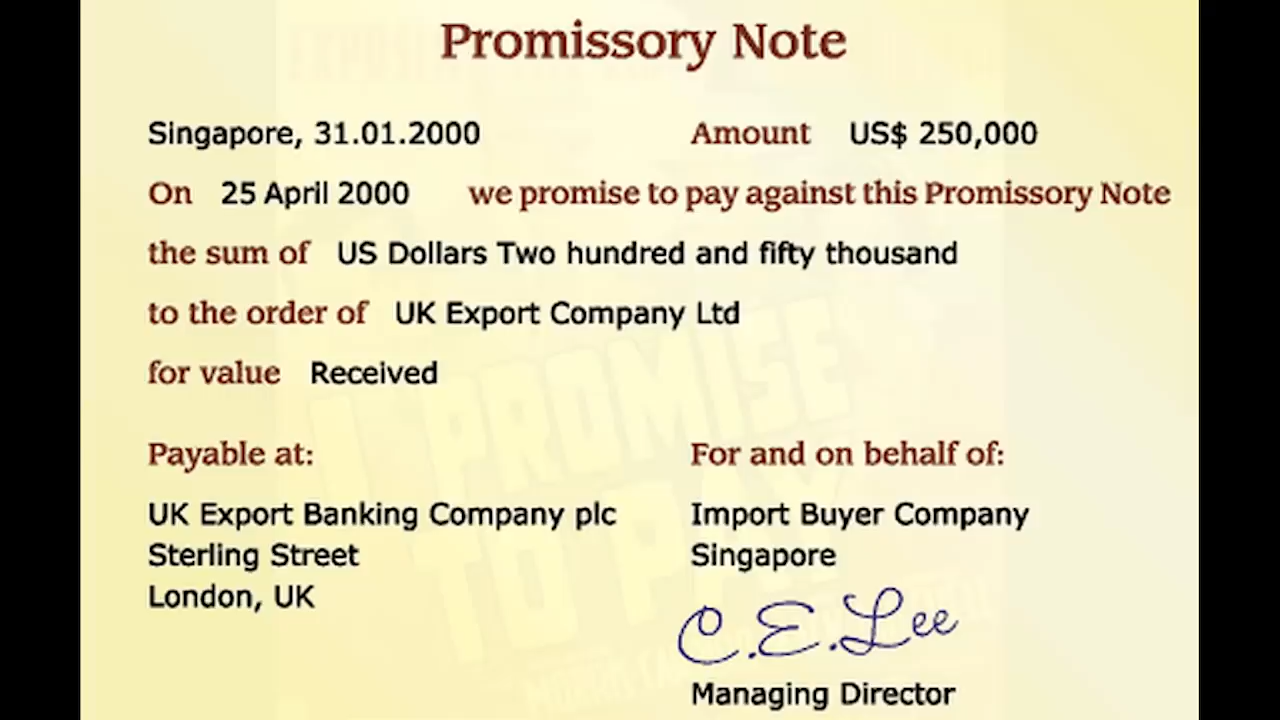 Promissory Note
Singapore, 31.01.2000 Amount US$ 250,000
On 25 April 2000 we promise to pay against this Promissory Note
the sum of US Dollars Two hundred and fifty thousand
to the order of UK Export Company Ltd
for value Received
Payable at: For and on behalf of:
UK Export Banking Company plc Import Buyer Company
Sterling Street Singapore
London, UK
C.E.Lee
Managing Director
I PROMISE
TO PAY